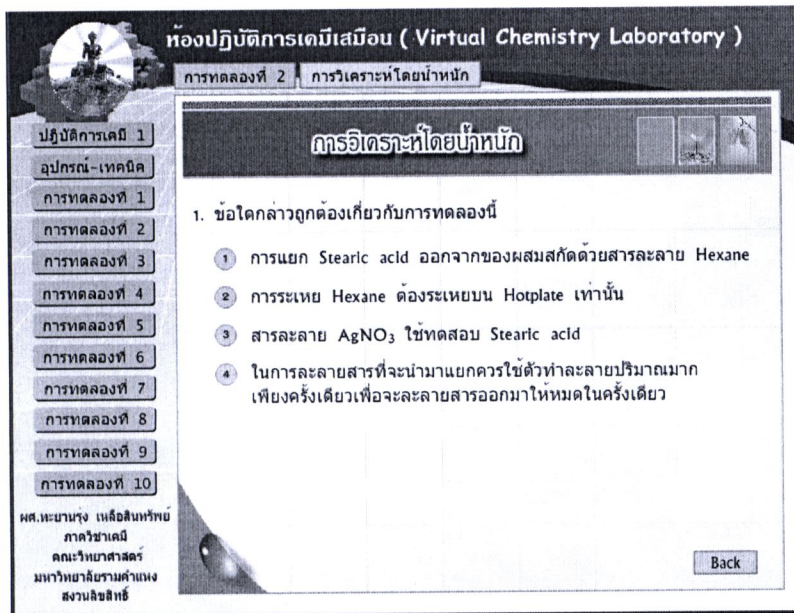 ห้องปฏิบัติการเคมีเสมือน ( Virtual Chemistry Laboratory )
การทดลองที่ 2 การวิเคราะห์โดยน้ำหนัก
ปฏิบัติการเคมี 1
อุปกรณ์-เทคนิค
การทดลองที่ 1
การทดลองที่ 2
การทดลองที่ 3
การทดลองที่ 4
การทดลองที่ 5
การทดลองที่ 6
การทดลองที่ 7
การทดลองที่ 8
การทดลองที่ 9
การทดลองที่ 10
ผศ.ทะยานรุ่ง เหลือสินทรัพย์
ภาควิชาเคมี
คณะวิทยาศาสตร์
มหาวิทยาลัยรามคำแหง
สงวนลิขสิทธิ์
การวิเคราะห์โดยน้ำหนัก
1. ข้อใดกล่าวถูกต้องเกี่ยวกับการทดลองนี้
1 การแยก Stearic acid ออกจากของผสมสกัดด้วยสารละลาย Hexane
2 การระเหย Hexane ต้องระเหยบน Hotplate เท่านั้น
3 สารละลาย AgNO₃ ใช้ทดสอบ Stearic acid
4 ในการละลายสารที่จะนำมาแยกควรใช้ตัวทำละลายปริมาณมาก
เพียงครั้งเดียวเพื่อจะละลายสารออกมาให้หมดในครั้งเดียว
Back